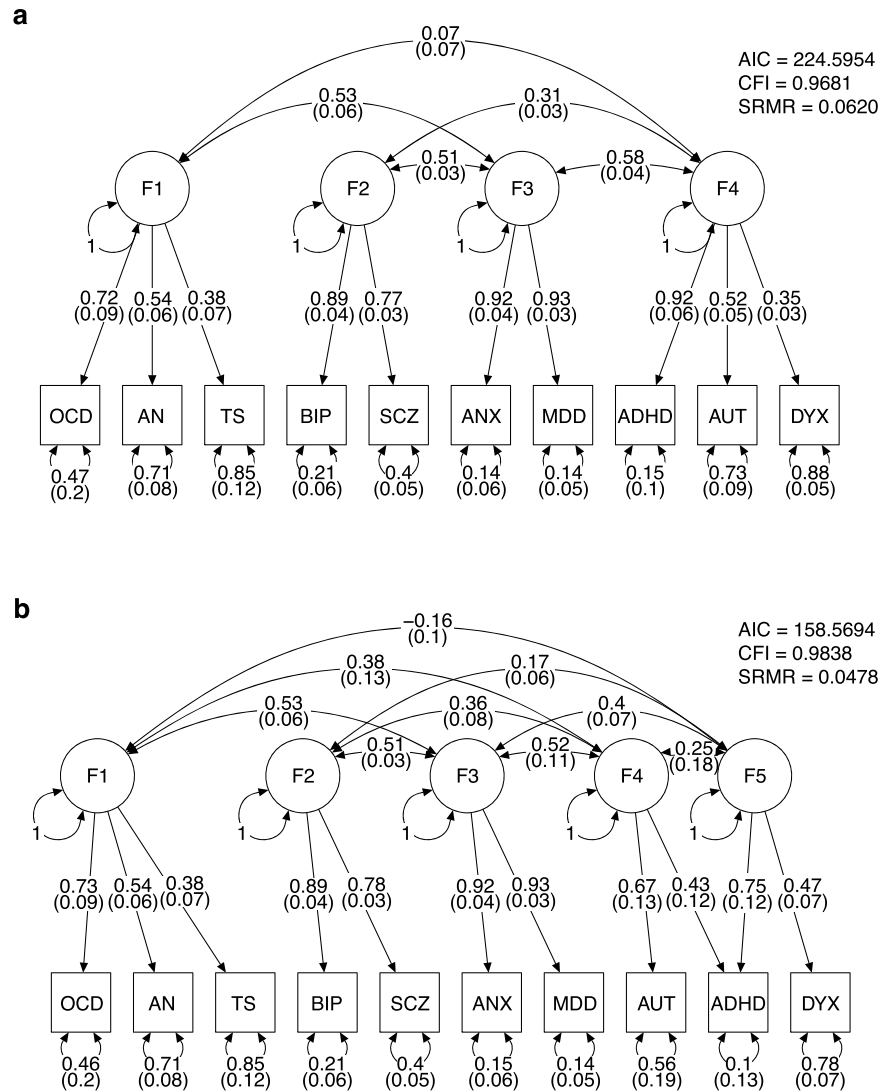 a
0.07
(0.07)
AIC = 224.5954
CFI = 0.9681
SRMR = 0.0620
0.53
(0.06)
0.31
(0.03)
0.51
(0.03)
0.58
(0.04)
F1 F2 F3 F4
1 1 1 1
0.72 0.54 0.38 0.89 0.77 0.92 0.93 0.92 0.52 0.35
(0.09) (0.06) (0.07) (0.04) (0.03) (0.04) (0.03) (0.06) (0.05) (0.03)
OCD AN TS BIP SCZ ANX MDD ADHD AUT DYX
0.47 0.71 0.85 0.21 0.4 0.14 0.14 0.15 0.73 0.88
(0.2) (0.08) (0.12) (0.06) (0.05) (0.06) (0.05) (0.1) (0.09) (0.05)
b
−0.16
(0.1)
AIC = 158.5694
CFI = 0.9838
SRMR = 0.0478
0.38
(0.13)
0.17
(0.06)
0.53
(0.06)
0.36
(0.08)
0.4
(0.07)
0.51
(0.03)
0.52
(0.11)
0.25
(0.18)
F1 F2 F3 F4 F5
1 1 1 1 1
0.73 0.54 0.38 0.89 0.78 0.92 0.93 0.67 0.43 0.75 0.47
(0.09) (0.06) (0.07) (0.04) (0.03) (0.04) (0.03) (0.13) (0.12) (0.12) (0.07)
OCD AN TS BIP SCZ ANX MDD AUT ADHD DYX
0.46 0.71 0.85 0.21 0.4 0.15 0.14 0.56 0.1 0.78
(0.2) (0.08) (0.12) (0.06) (0.05) (0.06) (0.05) (0.19) (0.13) (0.07)